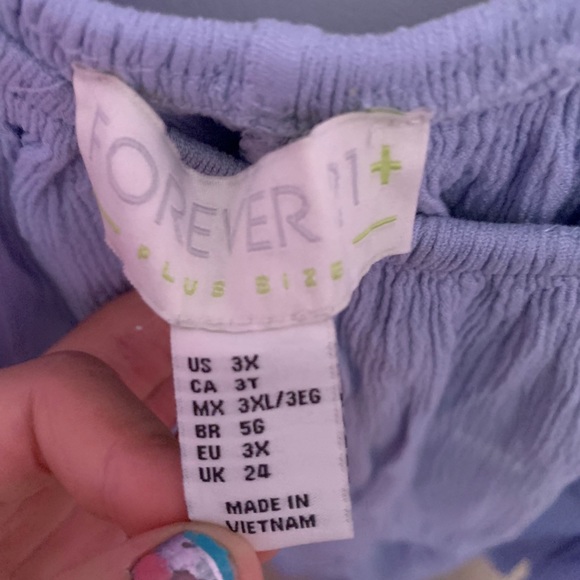 FOREVER 21+
PLUS SIZE
US 3X
CA 3T
MX 3XL/3EG
BR 5G
EU 3X
UK 24
MADE IN
VIETNAM